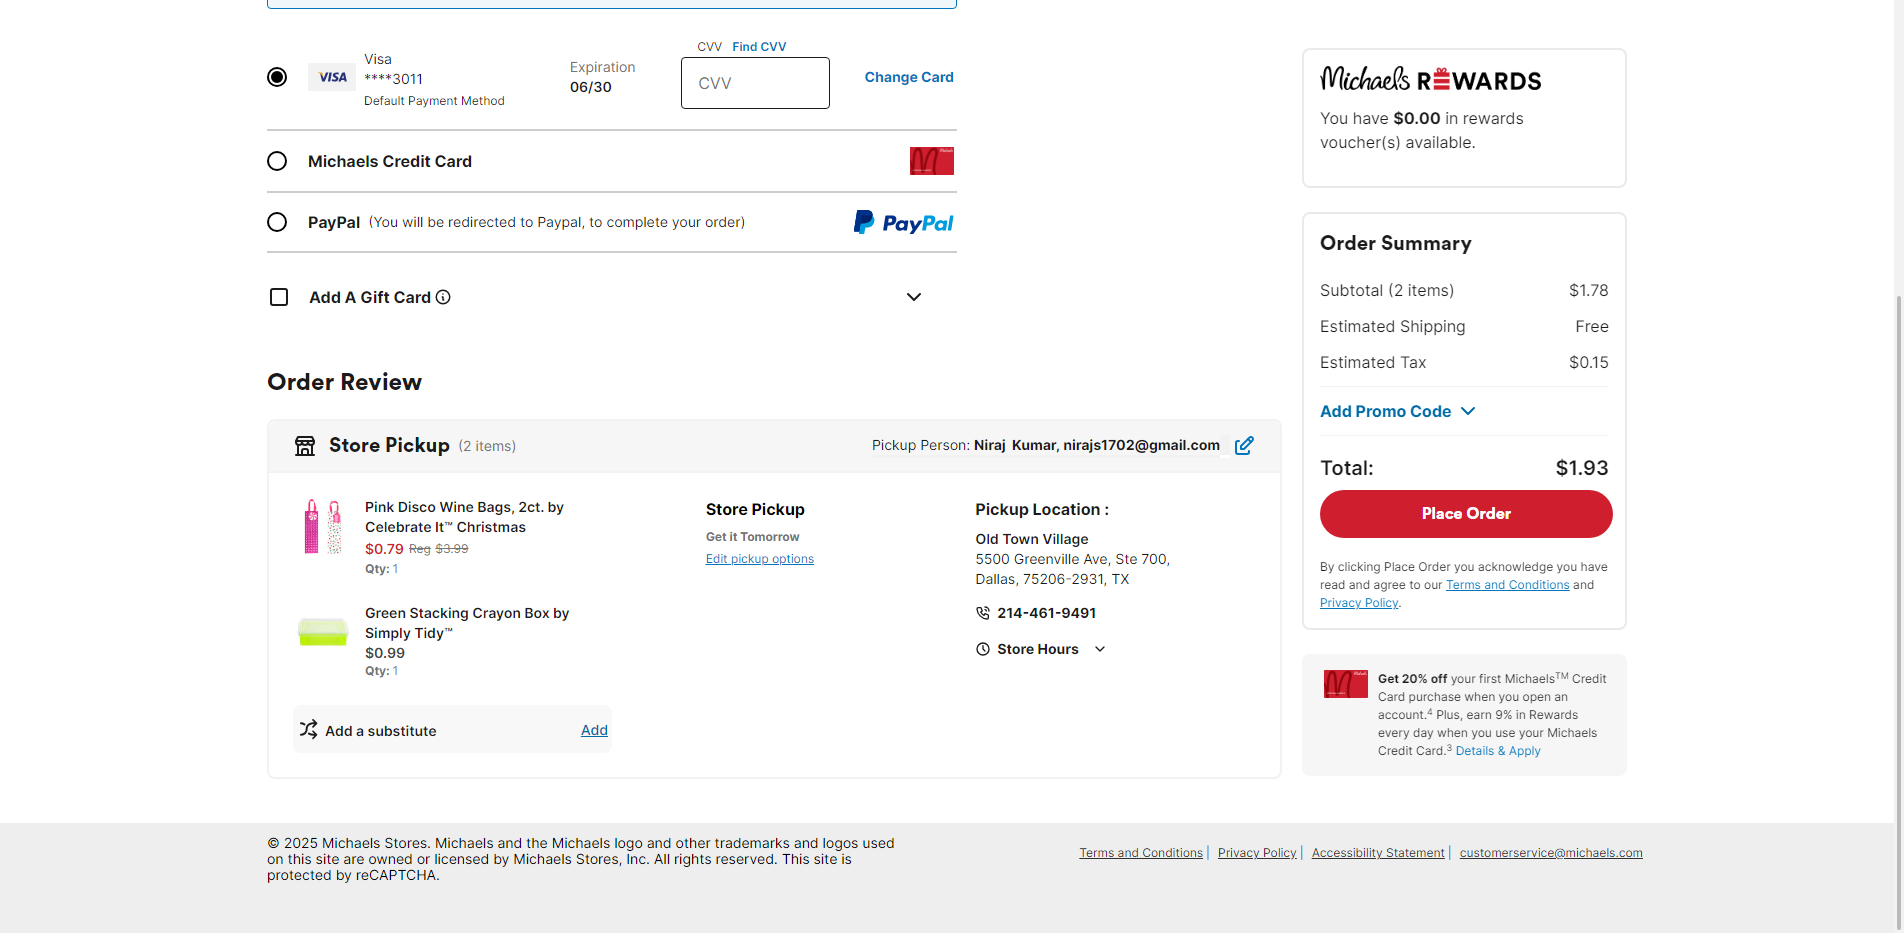 VISA
Visa
****3011
Default Payment Method
Expiration
06/30
CVV Find CVV
CVV
Change Card
Michaels Credit Card
PayPal (You will be redirected to Paypal, to complete your order)
PayPal
Add A Gift Card
Order Review
Store Pickup (2 items)
Pickup Person: Niraj Kumar, nirajs1702@gmail.com
Pink Disco Wine Bags, 2ct. by
Celebrate It™ Christmas
$0.79 Reg $3.99
Qty: 1
Green Stacking Crayon Box by
Simply Tidy™
$0.99
Qty: 1
Add a substitute Add
Store Pickup
Get it Tomorrow
Edit pickup options
Pickup Location :
Old Town Village
5500 Greenville Ave, Ste 700,
Dallas, 75206-2931, TX
214-461-9491
Store Hours
Michaels REWARDS
You have $0.00 in rewards
voucher(s) available.
Order Summary
Subtotal (2 items) $1.78
Estimated Shipping Free
Estimated Tax $0.15
Add Promo Code
Total: $1.93
Place Order
By clicking Place Order you acknowledge you have
read and agree to our Terms and Conditions and
Privacy Policy.
Get 20% off your first Michaels™ Credit
Card purchase when you open an
account.⁴ Plus, earn 9% in Rewards
every day when you use your Michaels
Credit Card.³ Details & Apply
© 2025 Michaels Stores. Michaels and the Michaels logo and other trademarks and logos used
on this site are owned or licensed by Michaels Stores, Inc. All rights reserved. This site is
protected by reCAPTCHA.
Terms and Conditions | Privacy Policy | Accessibility Statement | customerservice@michaels.com